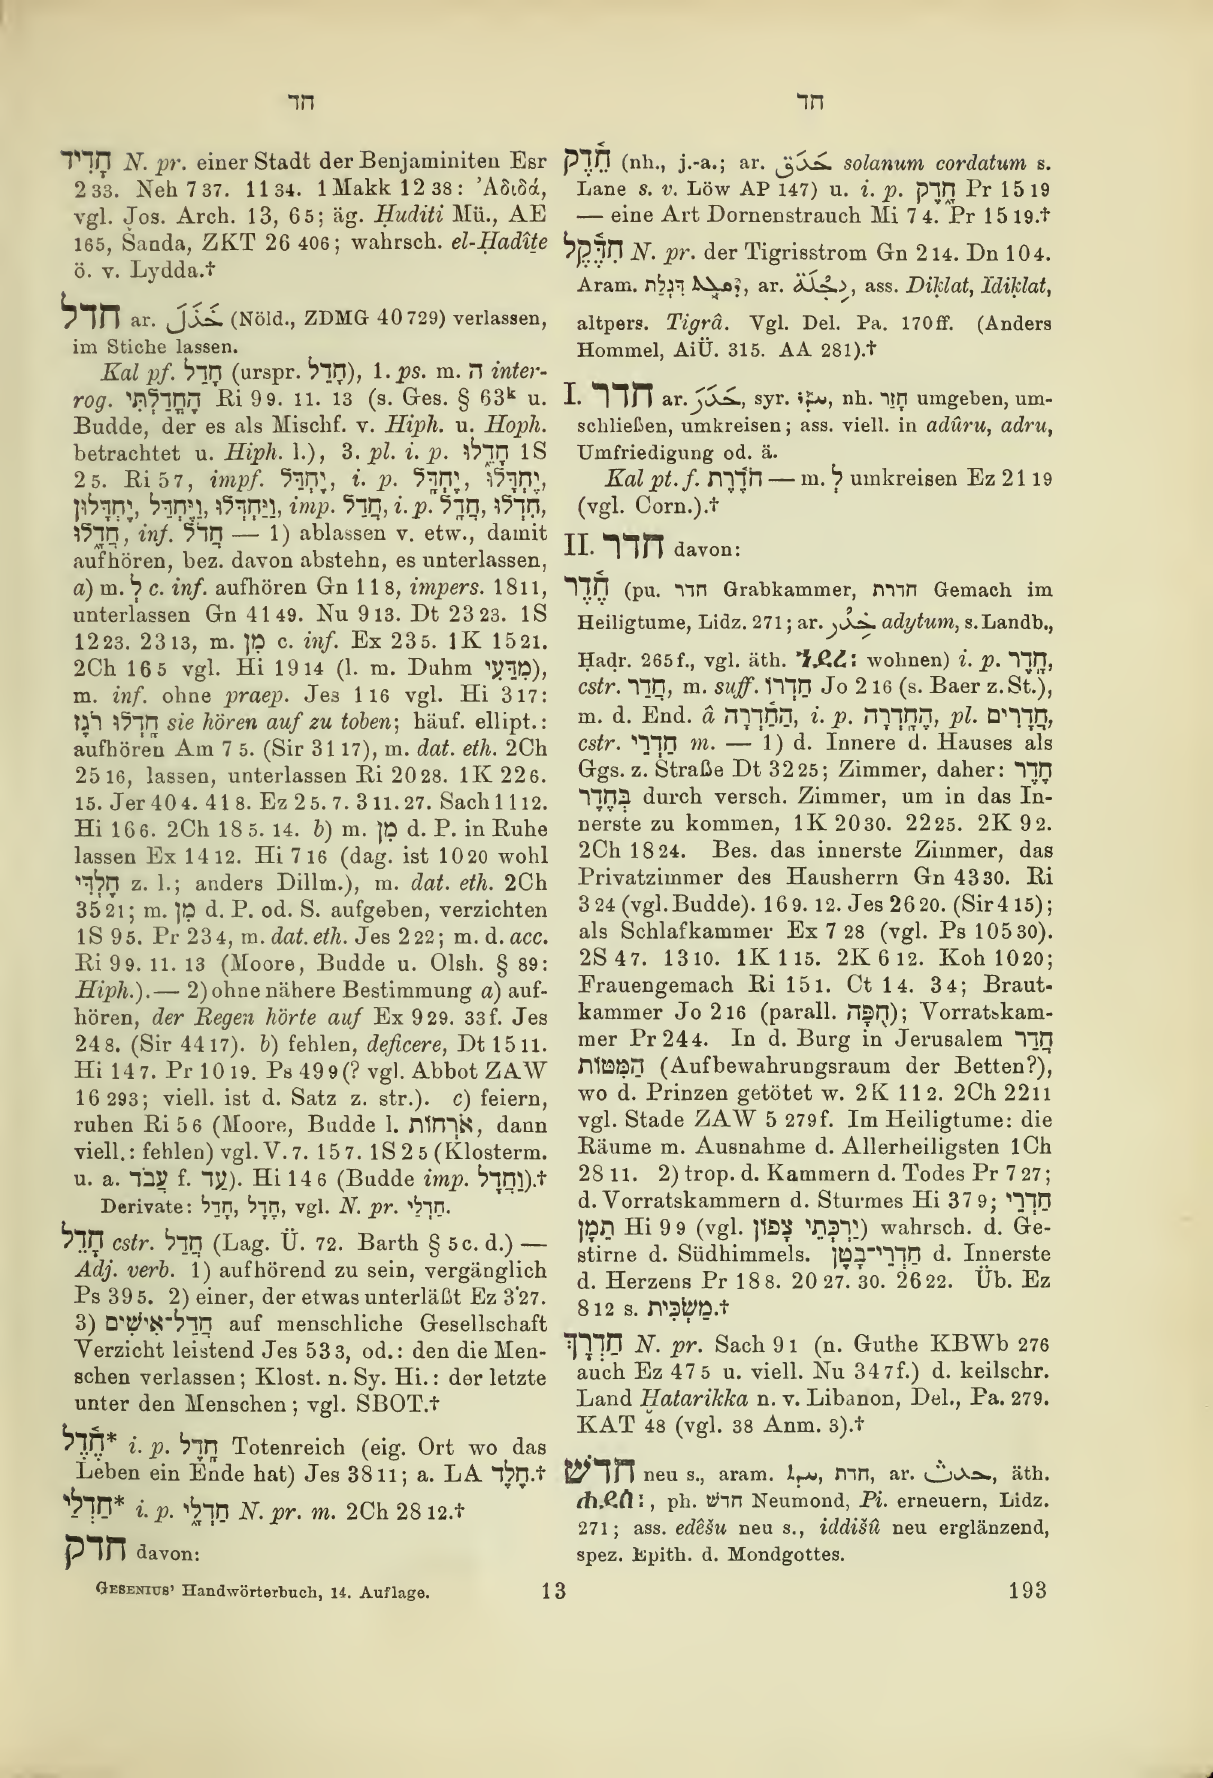 חד
חָדִיד N. pr. einer Stadt der Benjaminiten Esr
2 33. Neh 7 37. 11 34. 1 Makk 12 38: ’Αδιδά,
vgl. Jos. Arch. 13, 6 5; äg. Ḥuditi Mü., AE
165, Šanda, ZKT 26 406; wahrsch. el-Ḥadîte
ö. v. Lydda.†
חדל ar. خَذَلَ (Nöld., ZDMG 40 729) verlassen,
im Stiche lassen.
Kal pf. חָדַל (urspr. חָדֵל), 1. ps. m. ה inter-
rog. הֶחֳדַלְתִּי Ri 9 9. 11. 13 (s. Ges. § 63k u.
Budde, der es als Mischf. v. Hiph. u. Hoph.
betrachtet u. Hiph. l.), 3. pl. i. p. חָדֵלּוּ 1S
2 5. Ri 5 7, impf. יֶחְדַּל, i. p. יֶחְדָּל, יֶחְדְּלוּ,
יֶחְדָּלוּן, וַיֶּחְדַּל, וַיַּחְדְּלוּ, imp. חֲדַל, i. p. חֲדָל, חִדְלוּ,
חֲדָלוּ, inf. חֲדֹל — 1) ablassen v. etw., damit
aufhören, bez. davon abstehn, es unterlassen,
a) m. לְ c. inf. aufhören Gn 11 8, impers. 18 11,
unterlassen Gn 41 49. Nu 9 13. Dt 23 23. 1S
12 23. 23 13, m. מִן c. inf. Ex 23 5. 1K 15 21.
2Ch 16 5 vgl. Hi 19 14 (l. m. Duhm מְיֻדָּעַי),
m. inf. ohne praep. Jes 1 16 vgl. Hi 3 17:
חָדְלוּ רֹגֶז sie hören auf zu toben; häuf. ellipt.:
aufhören Am 7 5. (Sir 31 17), m. dat. eth. 2Ch
25 16, lassen, unterlassen Ri 20 28. 1K 22 6.
15. Jer 40 4. 41 8. Ez 2 5. 7. 3 11. 27. Sach 11 12.
Hi 16 6. 2Ch 18 5. 14. b) m. מִן d. P. in Ruhe
lassen Ex 14 12. Hi 7 16 (dag. ist 10 20 wohl
חֶלְדִּי z. l.; anders Dillm.), m. dat. eth. 2Ch
35 21; m. מִן d. P. od. S. aufgeben, verzichten
1S 9 5. Pr 23 4, m. dat. eth. Jes 2 22; m. d. acc.
Ri 9 9. 11. 13 (Moore, Budde u. Olsh. § 89:
Hiph.). — 2) ohne nähere Bestimmung a) auf-
hören, der Regen hörte auf Ex 9 29. 33f. Jes
24 8. (Sir 44 17). b) fehlen, deficere, Dt 15 11.
Hi 14 7. Pr 10 19. Ps 49 9 (? vgl. Abbot ZAW
16 293; viell. ist d. Satz z. str.). c) feiern,
ruhen Ri 5 6 (Moore, Budde l. אֹרְחוֹת, dann
viell.: fehlen) vgl. V. 7. 15 7. 1S 2 5 (Klosterm.
u. a. עֲבֹד f. עַד). Hi 14 6 (Budde imp. וַחֲדָל).†
Derivate: חָדֵל, חֶדֶל, vgl. N. pr. חַדְלַי.
חָדֵל cstr. חֲדַל (Lag. Ü. 72. Barth § 5 c. d.) —
Adj. verb. 1) aufhörend zu sein, vergänglich
Ps 39 5. 2) einer, der etwas unterläßt Ez 3 27.
3) חֲדַל־אִישִׁים auf menschliche Gesellschaft
Verzicht leistend Jes 53 3, od.: den die Men-
schen verlassen; Klost. n. Sy. Hi.: der letzte
unter den Menschen; vgl. SBOT.†
חֶדֶל* i. p. חָדֶל Totenreich (eig. Ort wo das
Leben ein Ende hat) Jes 38 11; a. LA חָלֶד.†
חַדְלַי* i. p. חַדְלָי N. pr. m. 2Ch 28 12.†
חדק davon:
GESENIUS’ Handwörterbuch, 14. Auflage.
13
חד
חֵדֶק (nh., j.-a.; ar. حَدَق solanum cordatum s.
Lane s. v. Löw AP 147) u. i. p. חָדֶק Pr 15 19
— eine Art Dornenstrauch Mi 7 4. Pr 15 19.†
חִדֶּקֶל N. pr. der Tigrisstrom Gn 2 14. Dn 10 4.
Aram. דִּגְלַת ܕܩܠܬ, ar. دِجْلَة, ass. Diḳlat, Idiḳlat,
altpers. Tigrâ. Vgl. Del. Pa. 170 ff. (Anders
Hommel, AiÜ. 315. AA 281).†
I. חדר ar. خَدَرَ, syr. ܚܕܪ, nh. חָזַר umgeben, um-
schließen, umkreisen; ass. viell. in adûru, adru,
Umfriedigung od. ä.
Kal pt. f. חֹדֶרֶת — m. לְ umkreisen Ez 21 19
(vgl. Corn.).†
II. חדר davon:
חֶדֶר (pu. חדר Grabkammer, חדרת Gemach im
Heiligtume, Lidz. 271; ar. خِدْر adytum, s. Landb.,
Ḥadr. 265 f., vgl. äth. ኀደረ፡ wohnen) i. p. חָדֶר,
cstr. חֲדַר, m. suff. חֶדְרוֹ Jo 2 16 (s. Baer z. St.),
m. d. End. â הַחַדְרָה, i. p. הֶחָדְרָה, pl. חֲדָרִים,
cstr. חַדְרֵי m. — 1) d. Innere d. Hauses als
Ggs. z. Straße Dt 32 25; Zimmer, daher: חֶדֶר
בְּחֶדֶר durch versch. Zimmer, um in das In-
nerste zu kommen, 1K 20 30. 22 25. 2K 9 2.
2Ch 18 24. Bes. das innerste Zimmer, das
Privatzimmer des Hausherrn Gn 43 30. Ri
3 24 (vgl. Budde). 16 9. 12. Jes 26 20. (Sir 4 15);
als Schlafkammer Ex 7 28 (vgl. Ps 105 30).
2S 4 7. 13 10. 1K 1 15. 2K 6 12. Koh 10 20;
Frauengemach Ri 15 1. Ct 1 4. 3 4; Braut-
kammer Jo 2 16 (parall. חֻפָּה); Vorratskam-
mer Pr 24 4. In d. Burg in Jerusalem חֲדַר
הַמִּטּוֹת (Aufbewahrungsraum der Betten?),
wo d. Prinzen getötet w. 2K 11 2. 2Ch 22 11
vgl. Stade ZAW 5 279 f. Im Heiligtume: die
Räume m. Ausnahme d. Allerheiligsten 1Ch
28 11. 2) trop. d. Kammern d. Todes Pr 7 27;
d. Vorratskammern d. Sturmes Hi 37 9; חַדְרֵי
תֵמָן Hi 9 9 (vgl. יַרְכְּתֵי צָפוֹן) wahrsch. d. Ge-
stirne d. Südhimmels. חַדְרֵי־בֶטֶן d. Innerste
d. Herzens Pr 18 8. 20 27. 30. 26 22. Üb. Ez
8 12 s. מַשְׂכִּית.†
חַדְרָךְ N. pr. Sach 9 1 (n. Guthe KBWb 276
auch Ez 47 5 u. viell. Nu 34 7 f.) d. keilschr.
Land Ḫatarikka n. v. Libanon, Del., Pa. 279.
KAT 48 (vgl. 38 Anm. 3).†
חדשׁ neu s., aram. ܚܕܬ, חדת, ar. حدث, äth.
ሐደሰ፡, ph. חדש Neumond, Pi. erneuern, Lidz.
271; ass. edêšu neu s., iddišû neu erglänzend,
spez. Epith. d. Mondgottes.
193